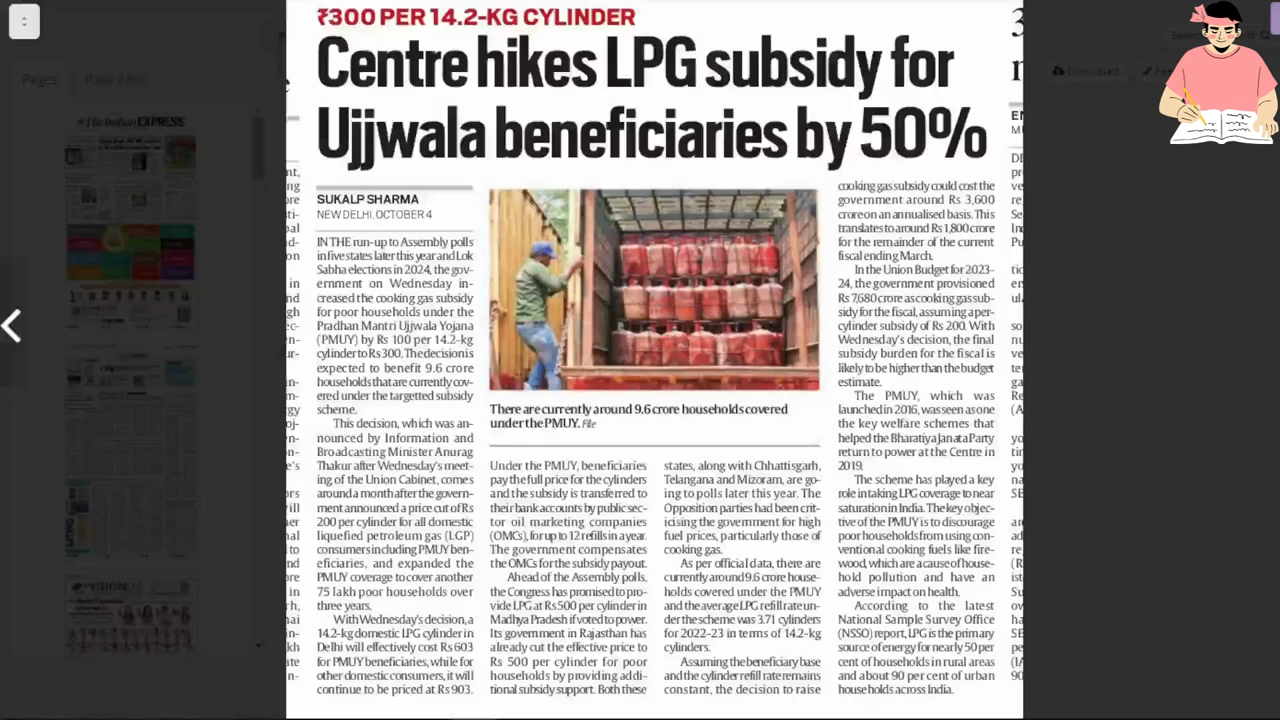 ₹300 PER 14.2-KG CYLINDER
Centre hikes LPG subsidy for
Ujjwala beneficiaries by 50%
SUKALP SHARMA
NEW DELHI, OCTOBER 4
IN THE run-up to Assembly polls
in five states later this year and Lok
Sabha elections in 2024, the gov-
ernment on Wednesday in-
creased the cooking gas subsidy
for poor households under the
Pradhan Mantri Ujjwala Yojana
(PMUY) by Rs 100 per 14.2-kg
cylinder to Rs 300. The decision is
expected to benefit 9.6 crore
households that are currently cov-
ered under the targetted subsidy
scheme.
This decision, which was an-
nounced by Information and
Broadcasting Minister Anurag
Thakur after Wednesday's meet-
ing of the Union Cabinet, comes
around a month after the govern-
ment announced a price cut of Rs
200 per cylinder for all domestic
liquefied petroleum gas (LGP)
consumers including PMUY ben-
eficiaries, and expanded the
PMUY coverage to cover another
75 lakh poor households over
three years.
With Wednesday's decision, a
14.2-kg domestic LPG cylinder in
Delhi will effectively cost Rs 603
for PMUY beneficiaries, while for
other domestic consumers, it will
continue to be priced at Rs 903.
There are currently around 9.6 crore households covered
under the PMUY. File
Under the PMUY, beneficiaries
pay the full price for the cylinders
and the subsidy is transferred to
their bank accounts by public sec-
tor oil marketing companies
(OMCs), for up to 12 refills in a year.
The government compensates
the OMCs for the subsidy payout.
Ahead of the Assembly polls,
the Congress has promised to pro-
vide LPG at Rs 500 per cylinder in
Madhya Pradesh if voted to power.
Its government in Rajasthan has
already cut the effective price to
Rs 500 per cylinder for poor
households by providing addi-
tional subsidy support. Both these
states, along with Chhattisgarh,
Telangana and Mizoram, are go-
ing to polls later this year. The
Opposition parties had been crit-
icising the government for high
fuel prices, particularly those of
cooking gas.
As per official data, there are
currently around 9.6 crore house-
holds covered under the PMUY
and the average LPG refill rate un-
der the scheme was 3.71 cylinders
for 2022-23 in terms of 14.2-kg
cylinders.
Assuming the beneficiary base
and the cylinder refill rate remains
constant, the decision to raise
cooking gas subsidy could cost the
government around Rs 3,600
crore on an annualised basis. This
translates to around Rs 1,800 crore
for the remainder of the current
fiscal ending March.
In the Union Budget for 2023-
24, the government provisioned
Rs 7,680 crore as cooking gas sub-
sidy for the fiscal, assuming a per-
cylinder subsidy of Rs 200. With
Wednesday's decision, the final
subsidy burden for the fiscal is
likely to be higher than the budget
estimate.
The PMUY, which was
launched in 2016, was seen as one
the key welfare schemes that
helped the Bharatiya Janata Party
return to power at the Centre in
2019.
The scheme has played a key
role in taking LPG coverage to near
saturation in India. The key objec-
tive of the PMUY is to discourage
poor households from using con-
ventional cooking fuels like fire-
wood, which are a cause of house-
hold pollution and have an
adverse impact on health.
According to the latest
National Sample Survey Office
(NSSO) report, LPG is the primary
source of energy for nearly 50 per
cent of households in rural areas
and about 90 per cent of urban
households across India.
Pages
The Indian EXPRESS
Download